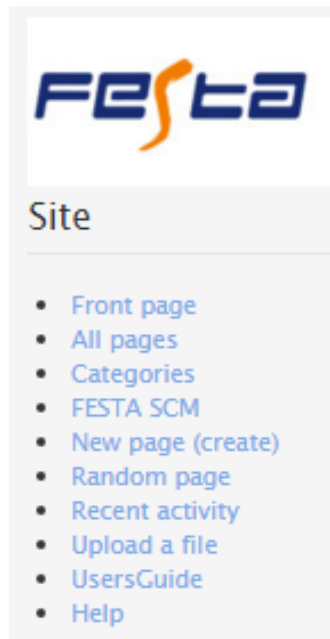 Festa
Site
Front page
All pages
Categories
FESTA SCM
New page (create)
Random page
Recent activity
Upload a file
UsersGuide
Help